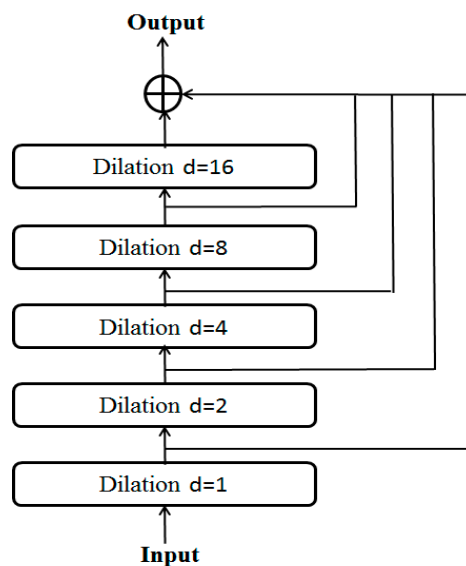 Output
Dilation d=16
Dilation d=8
Dilation d=4
Dilation d=2
Dilation d=1
Input